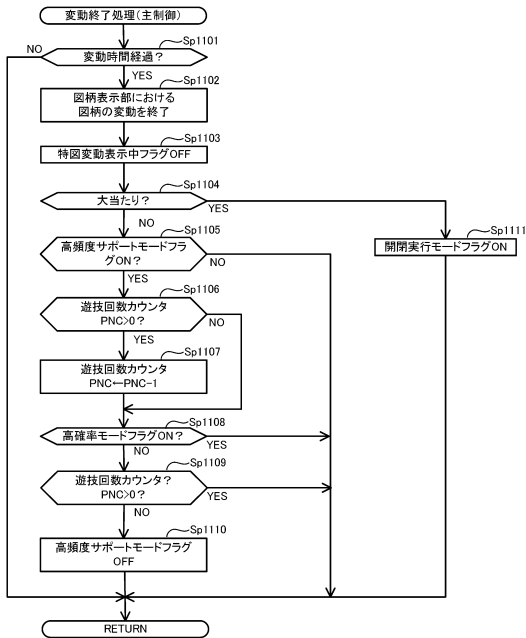 変動終了処理（主制御）
Sp1101
NO
変動時間経過？
YES
Sp1102
図柄表示部における
図柄の変動を終了
Sp1103
特図変動表示中フラグOFF
Sp1104
大当たり？
YES
NO
Sp1105
高頻度サポートモードフラ
グON？
NO
YES
Sp1111
開閉実行モードフラグON
Sp1106
遊技回数カウンタ
PNC>0？
NO
YES
Sp1107
遊技回数カウンタ
PNC←PNC-1
Sp1108
高確率モードフラグON？
YES
NO
Sp1109
遊技回数カウンタ？
PNC>0？
YES
NO
Sp1110
高頻度サポートモードフラグ
OFF
RETURN